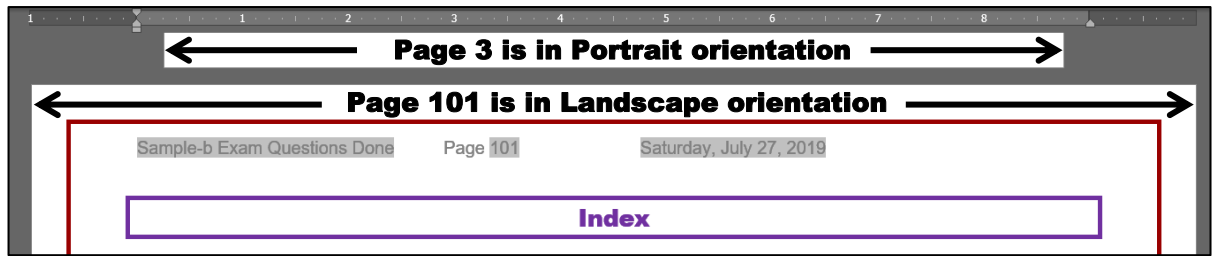 1 1 2 3 4 5 6 7 8
Page 3 is in Portrait orientation
Page 101 is in Landscape orientation
Sample-b Exam Questions Done Page 101 Saturday, July 27, 2019
Index